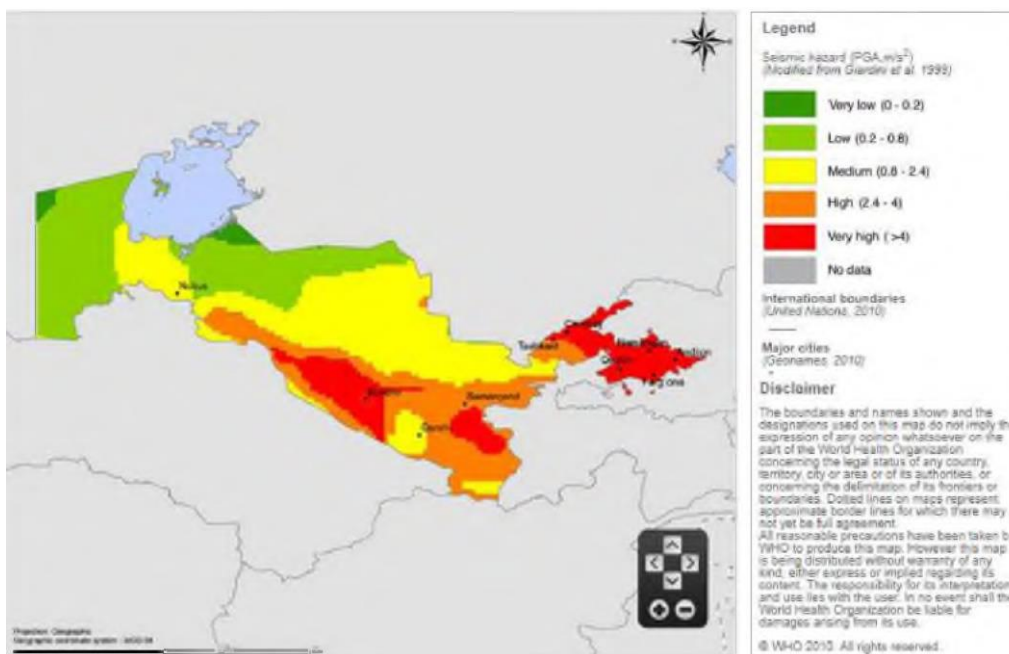 Legend
Seismic hazard (PGA,m/s²)
(Modified from Giardini et al. 1999)
Very low (0 - 0.2)
Low (0.2 - 0.8)
Medium (0.8 - 2.4)
High (2.4 - 4)
Very high ( >4)
No data
International boundaries
(United Nations, 2010)
Major cities
(Geonames, 2010)
Disclaimer
The boundaries and names shown and the
designations used on this map do not imply th
expression of any opinion whatsoever on the
part of the World Health Organization
concerning the legal status of any country,
territory, city or area or of its authorities, or
concerning the delimitation of its frontiers or
boundaries. Dotted lines on maps represent
approximate border lines for which there may
not yet be full agreement.
All reasonable precautions have been taken b
WHO to produce this map. However this map
is being distributed without warranty of any
kind, either express or implied regarding its
content. The responsibility for its interpretation
and use lies with the user. In no event shall the
World Health Organization be liable for
damages arising from its use.
© WHO 2010. All rights reserved.
Nukus
Samarqand
Andijon
Projection: Geographic